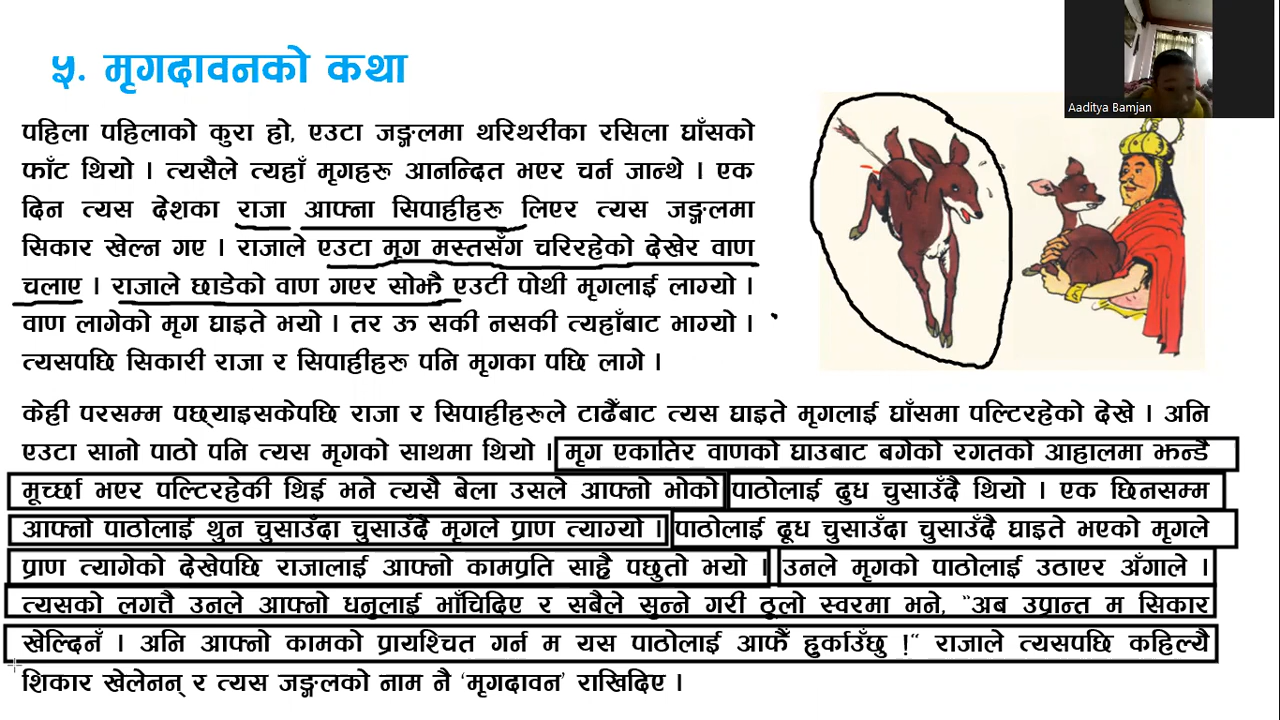 ५. मृगदावनको कथा
Aaditya Bamjan
पहिला पहिलाको कुरा हो, एउटा जङ्गलमा थरिथरीका रसिला घाँसको
फाँट थियो । त्यसैले त्यहाँ मृगहरू आनन्दित भएर चर्न जान्थे । एक
दिन त्यस देशका राजा आफ्ना सिपाहीहरू लिएर त्यस जङ्गलमा
सिकार खेल्न गए । राजाले एउटा मृग मस्तसँग चरिरहेको देखेर वाण
चलाए । राजाले छाडेको वाण गएर सोझै एउटी पोथी मृगलाई लाग्यो ।
वाण लागेको मृग घाइते भयो । तर ऊ सकी नसकी त्यहाँबाट भाग्यो ।
त्यसपछि सिकारी राजा र सिपाहीहरू पनि मृगका पछि लागे ।
केही परसम्म पछ्याइसकेपछि राजा र सिपाहीहरूले टाढैँबाट त्यस घाइते मृगलाई घाँसमा पल्टिरहेको देखे । अनि
एउटा सानो पाठो पनि त्यस मृगको साथमा थियो । मृग एकातिर वाणको घाउबाट बगेको रगतको आहालमा झन्डै
मूर्च्छा भएर पल्टिरहेकी थिई भने त्यसै बेला उसले आफ्नो भोको पाठोलाई दुध चुसाउँदै थियो । एक छिनसम्म
आफ्नो पाठोलाई थुन चुसाउँदा चुसाउँदै मृगले प्राण त्याग्यो । पाठोलाई दूध चुसाउँदा चुसाउँदै घाइते भएको मृगले
प्राण त्यागेको देखेपछि राजालाई आफ्नो कामप्रति साह्रै पछुतो भयो । उनले मृगको पाठोलाई उठाएर अँगाले ।
त्यसको लगत्तै उनले आफ्नो धनुलाई भाँचिदिए र सबैले सुन्ने गरी ठूलो स्वरमा भने, "अब उप्रान्त म सिकार
खेल्दिनँ । अनि आफ्नो कामको प्रायश्चित गर्न म यस पाठोलाई आफैँ हुर्काउँछु !" राजाले त्यसपछि कहिल्यै
शिकार खेलेनन् र त्यस जङ्गलको नाम नै 'मृगदावन' राखिदिए ।